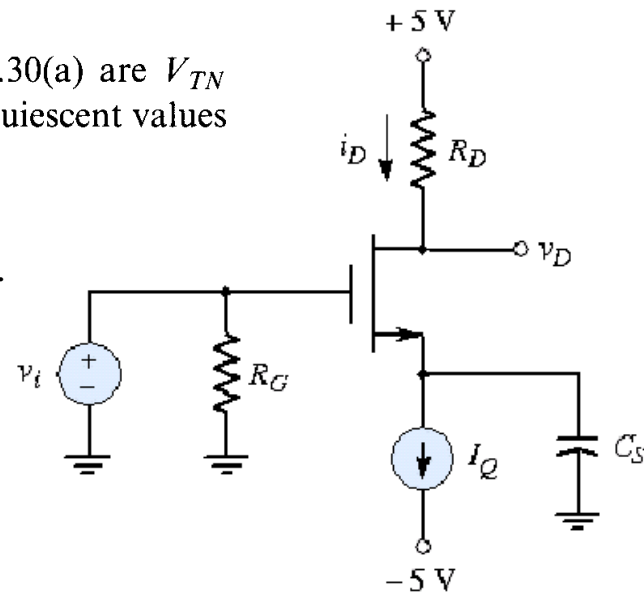 .30(a) are V_TN
uiescent values
.
+5 V
i_D
R_D
v_D
v_i
+
−
R_G
I_Q
C_S
−5 V